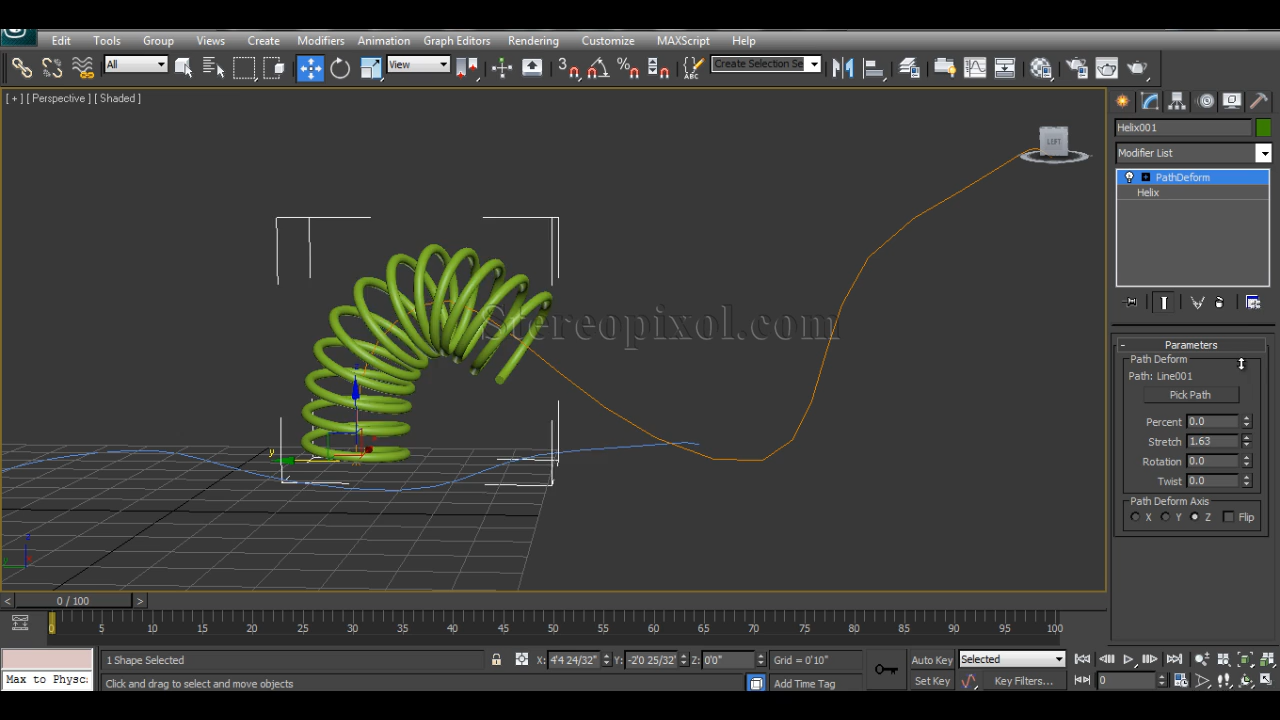 Edit Tools Group Views Create Modifiers Animation Graph Editors Rendering Customize MAXScript Help
All View 3 ABC Create Selection Se
[ + ] [ Perspective ] [ Shaded ]
LEFT
Helix001
Modifier List
PathDeform
Helix
Stereopixol.com
Parameters
Path Deform
Path: Line001
Pick Path
Percent 0.0
Stretch 1.63
Rotation 0.0
Twist 0.0
Path Deform Axis
X Y Z Flip
z
y
< 0 / 100 >
0 5 10 15 20 25 30 35 40 45 50 55 60 65 70 75 80 85 90 95 100
1 Shape Selected X: 4'4 24/32" Y: -2'0 25/32" Z: 0'0" Grid = 0'10" Auto Key Selected
Max to Physc: Click and drag to select and move objects Add Time Tag Set Key Key Filters... 0